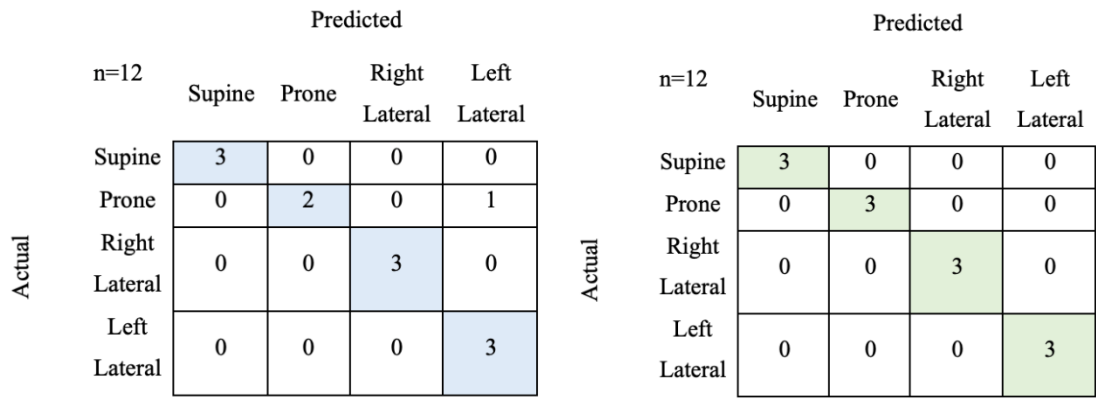 Predicted
n=12
Supine Prone Right Lateral Left Lateral
Actual
Supine 3 0 0 0
Prone 0 2 0 1
Right Lateral 0 0 3 0
Left Lateral 0 0 0 3
Predicted
n=12
Supine Prone Right Lateral Left Lateral
Actual
Supine 3 0 0 0
Prone 0 3 0 0
Right Lateral 0 0 3 0
Left Lateral 0 0 0 3